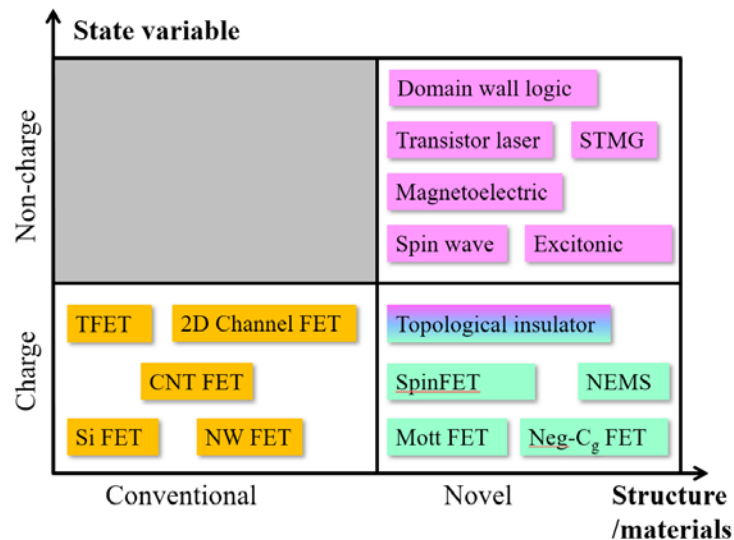 State variable
Non-charge
Domain wall logic
Transistor laser
STMG
Magnetoelectric
Spin wave
Excitonic
Charge
TFET
2D Channel FET
CNT FET
Si FET
NW FET
Topological insulator
SpinFET
NEMS
Mott FET
Neg-Cg FET
Conventional
Novel
Structure
/materials